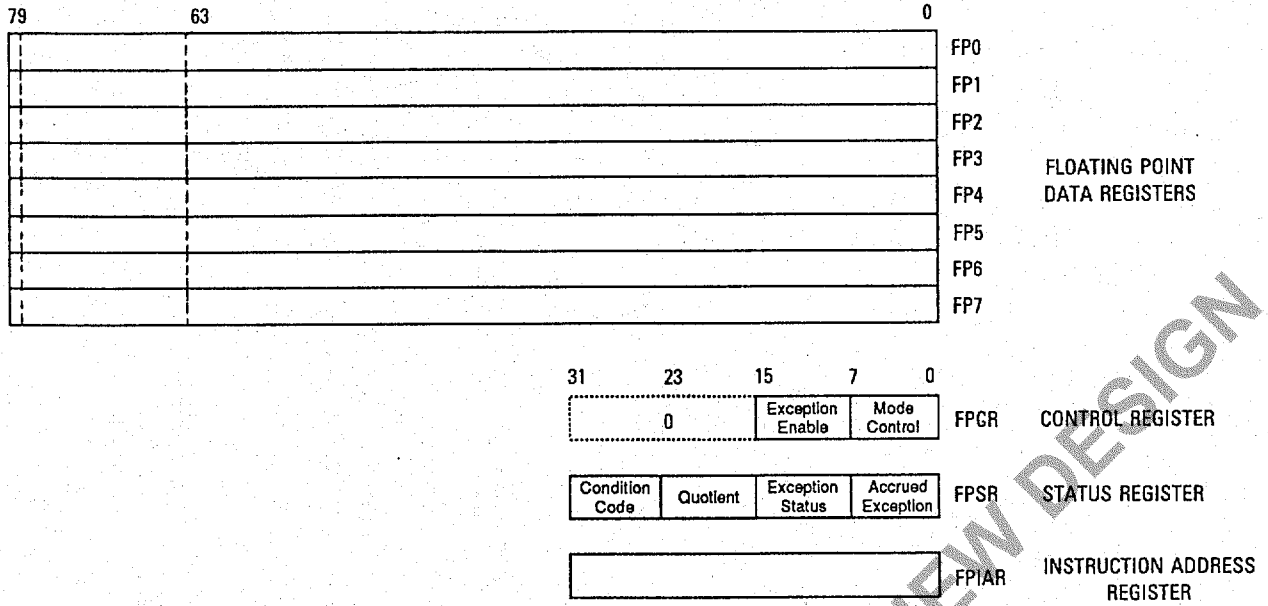 79 63 0
FP0
FP1
FP2
FP3
FP4
FP5
FP6
FP7
FLOATING POINT
DATA REGISTERS
31 23 15 7 0
0
Exception
Enable
Mode
Control
FPCR
CONTROL REGISTER
Condition
Code
Quotient
Exception
Status
Accrued
Exception
FPSR
STATUS REGISTER
FPIAR
INSTRUCTION ADDRESS
REGISTER
EW DESIGN